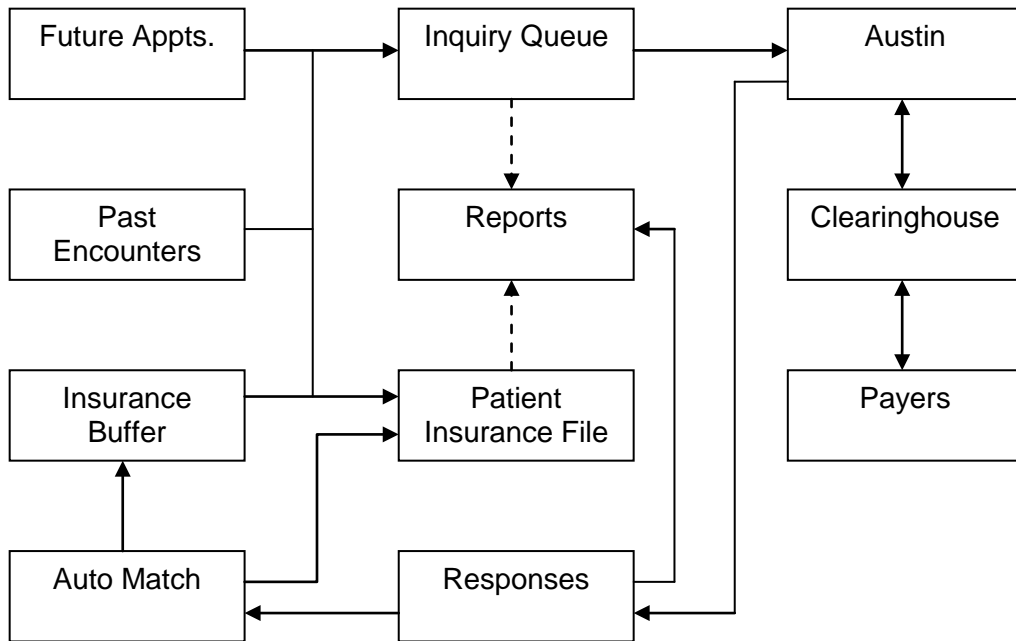 Future Appts.
Inquiry Queue
Austin
Past
Encounters
Reports
Clearinghouse
Insurance
Buffer
Patient
Insurance File
Payers
Auto Match
Responses